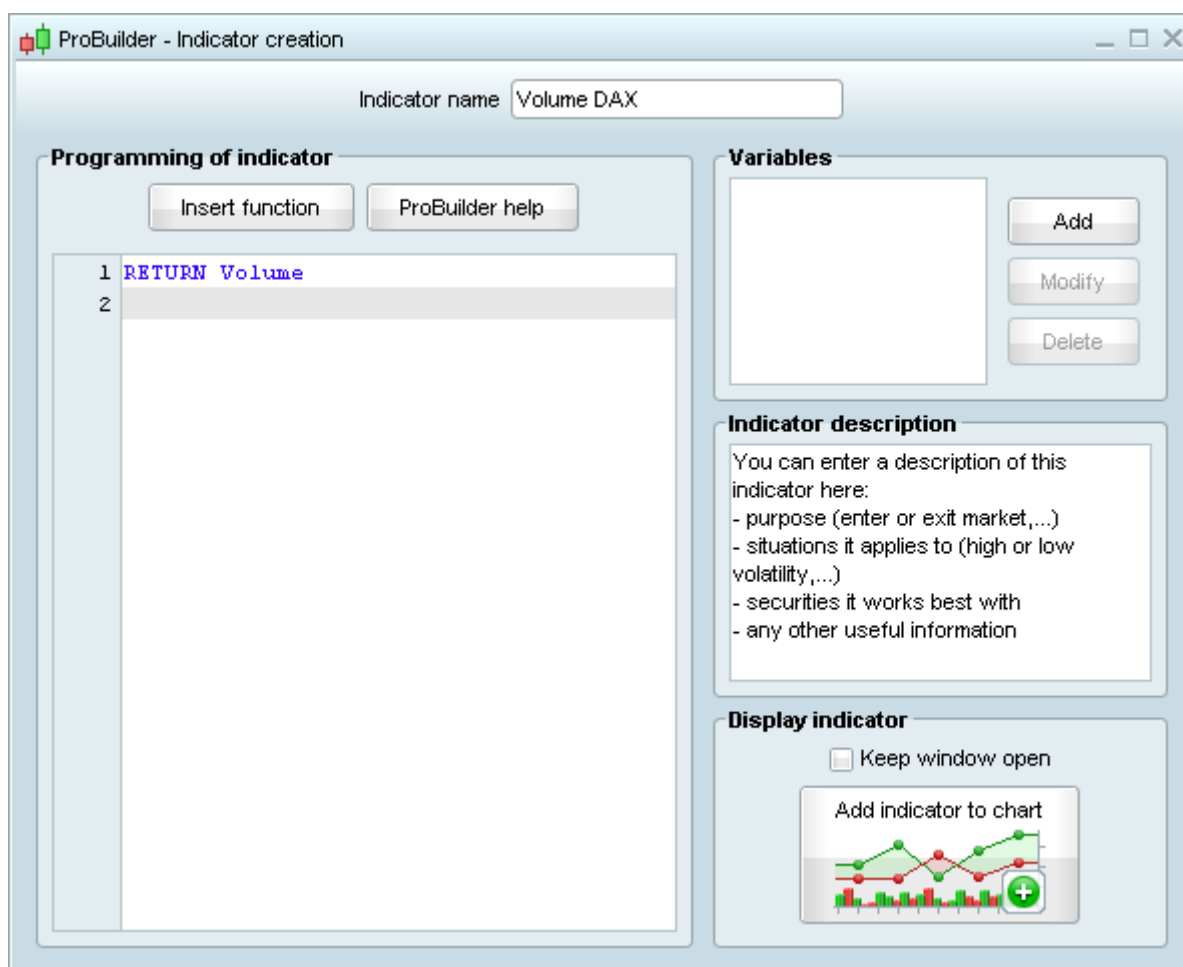 ProBuilder - Indicator creation
Indicator name Volume DAX
Programming of indicator
Insert function
ProBuilder help
1 RETURN Volume
2
Variables
Add
Modify
Delete
Indicator description
You can enter a description of this
indicator here:
- purpose (enter or exit market,...)
- situations it applies to (high or low
volatility,...)
- securities it works best with
- any other useful information
Display indicator
Keep window open
Add indicator to chart